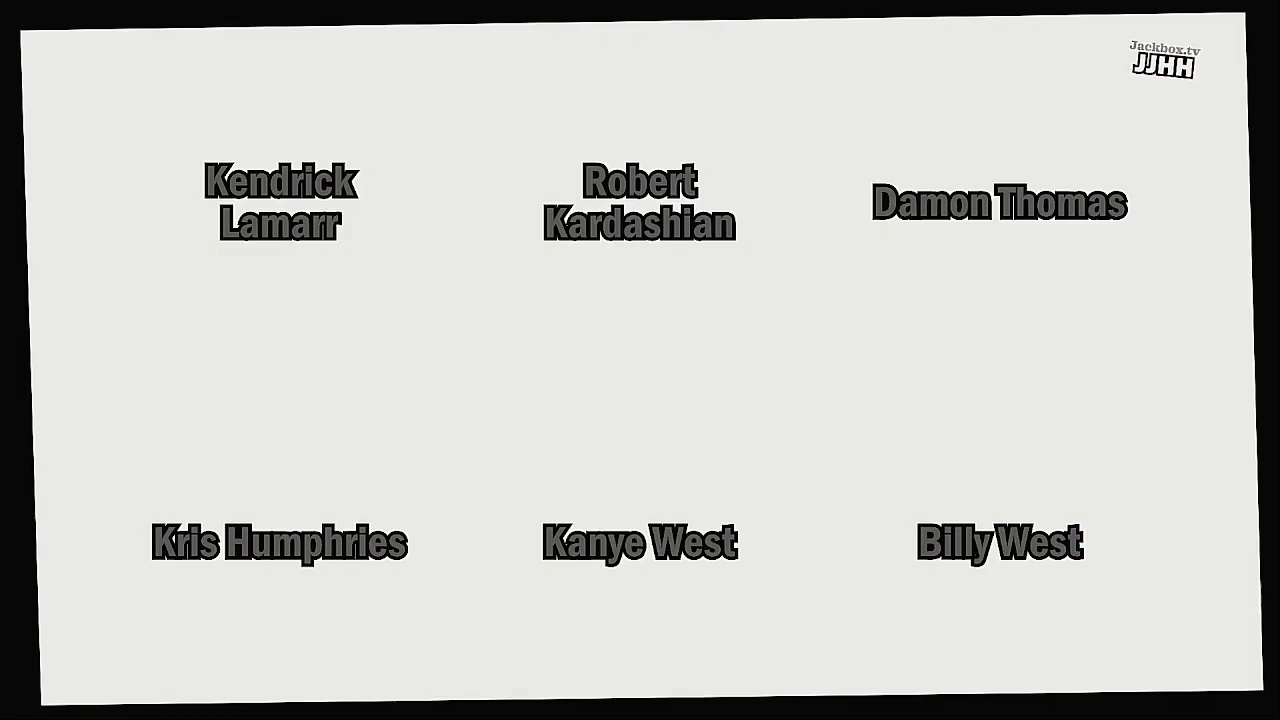 Jackbox.tv
JJHH
Kendrick
Lamarr
Robert
Kardashian
Damon Thomas
Kris Humphries
Kanye West
Billy West